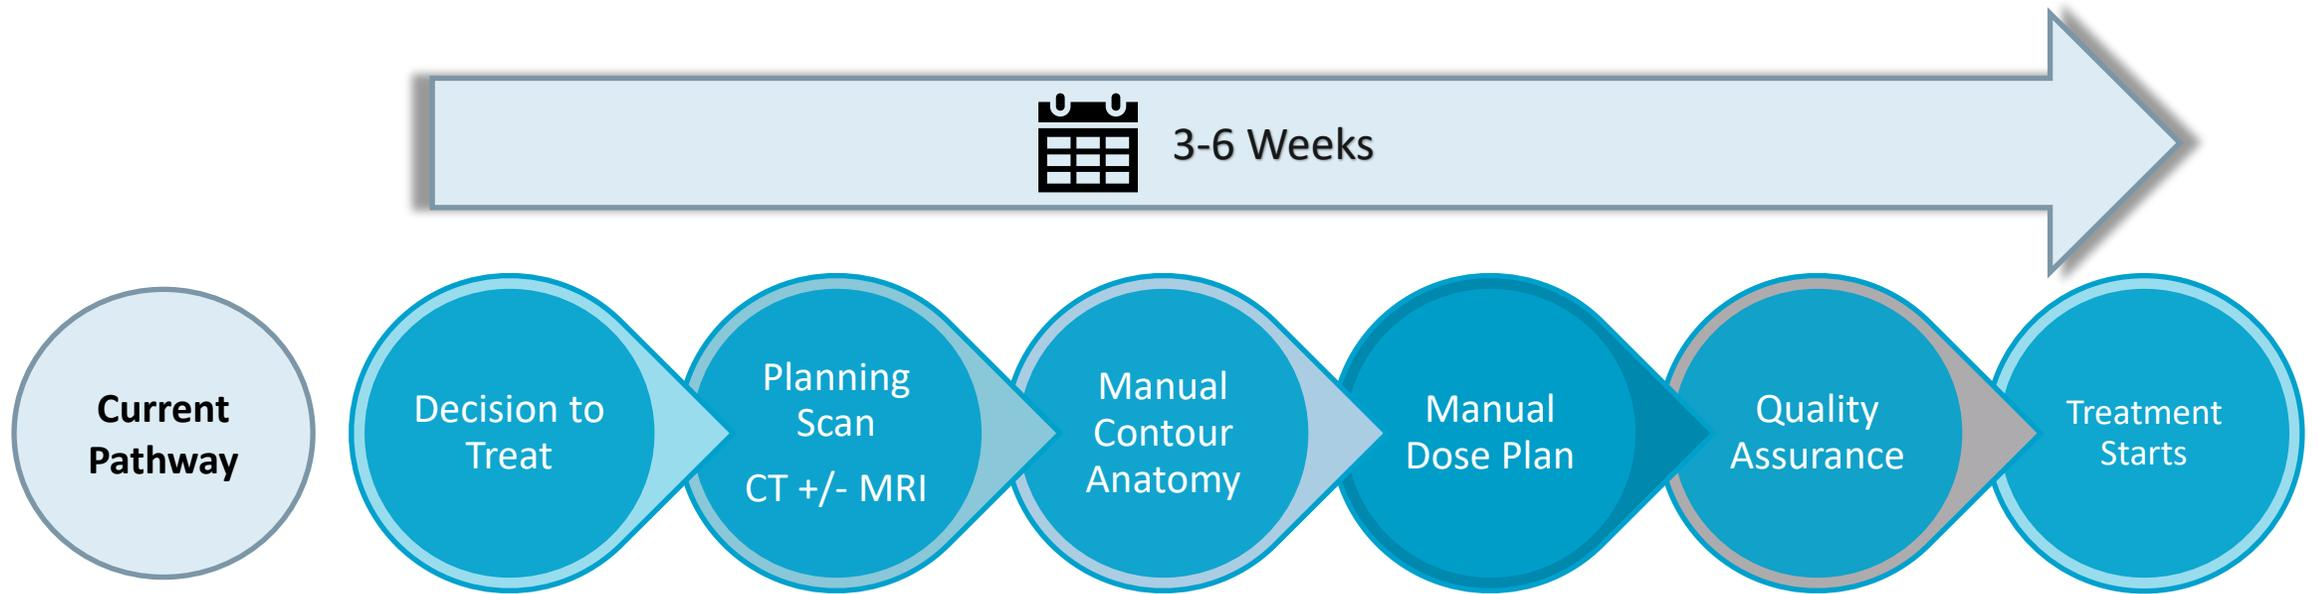 3-6 Weeks
Current
Pathway
Decision to
Treat
Planning
Scan
CT +/- MRI
Manual
Contour
Anatomy
Manual
Dose Plan
Quality
Assurance
Treatment
Starts